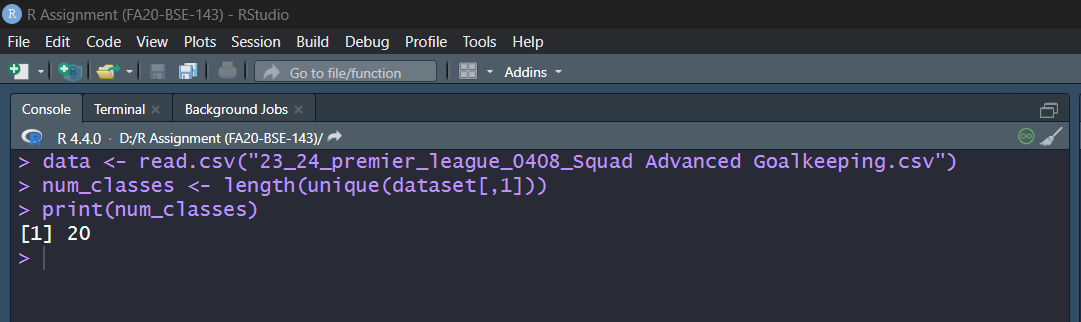 R Assignment (FA20-BSE-143) - RStudio
File Edit Code View Plots Session Build Debug Profile Tools Help
Go to file/function Addins
Console Terminal Background Jobs
R 4.4.0 · D:/R Assignment (FA20-BSE-143)/
> data <- read.csv("23_24_premier_league_0408_Squad Advanced Goalkeeping.csv")
> num_classes <- length(unique(dataset[,1]))
> print(num_classes)
[1] 20
>